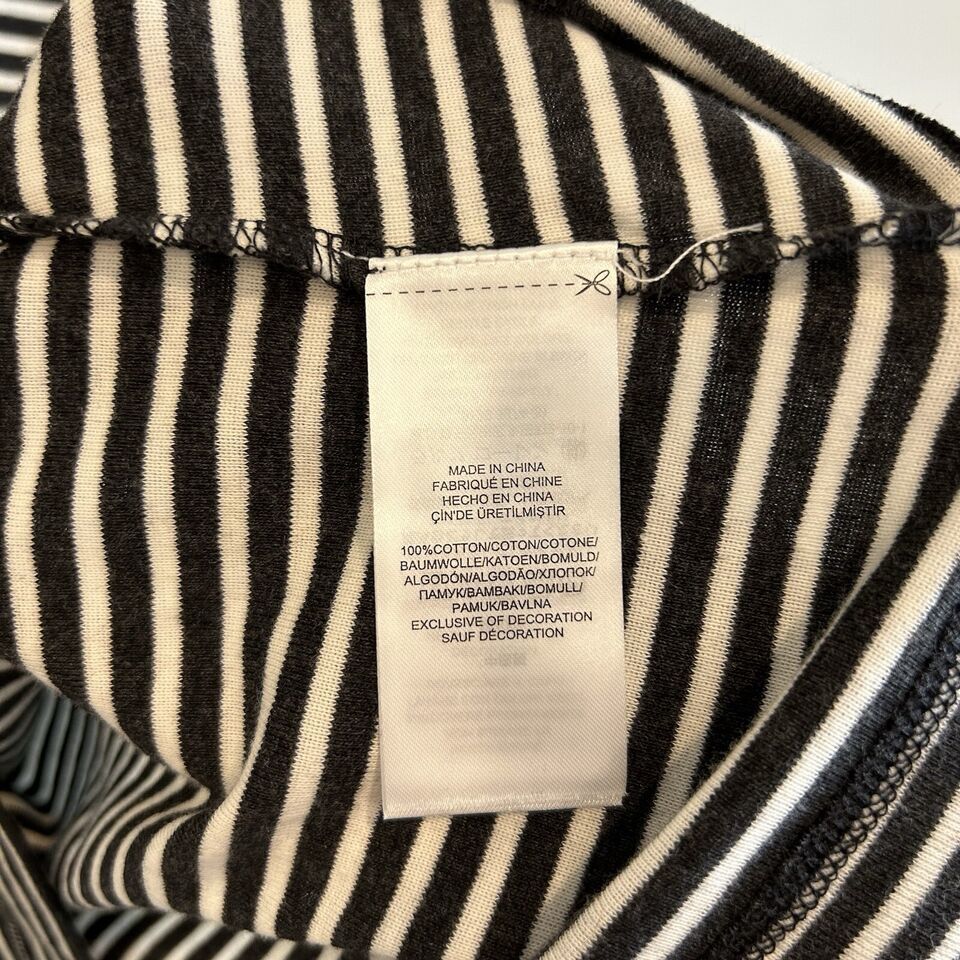 MADE IN CHINA
FABRIQUÉ EN CHINE
HECHO EN CHINA
ÇİN'DE ÜRETİLMİŞTİR
100%COTTON/COTON/COTONE/
BAUMWOLLE/KATOEN/BOMULD/
ALGODÓN/ALGODÃO/ХЛОПОК/
ПАМУК/ΒΑΜΒΑΚΙ/BOMULL/
PAMUK/BAVLNA
EXCLUSIVE OF DECORATION
SAUF DÉCORATION